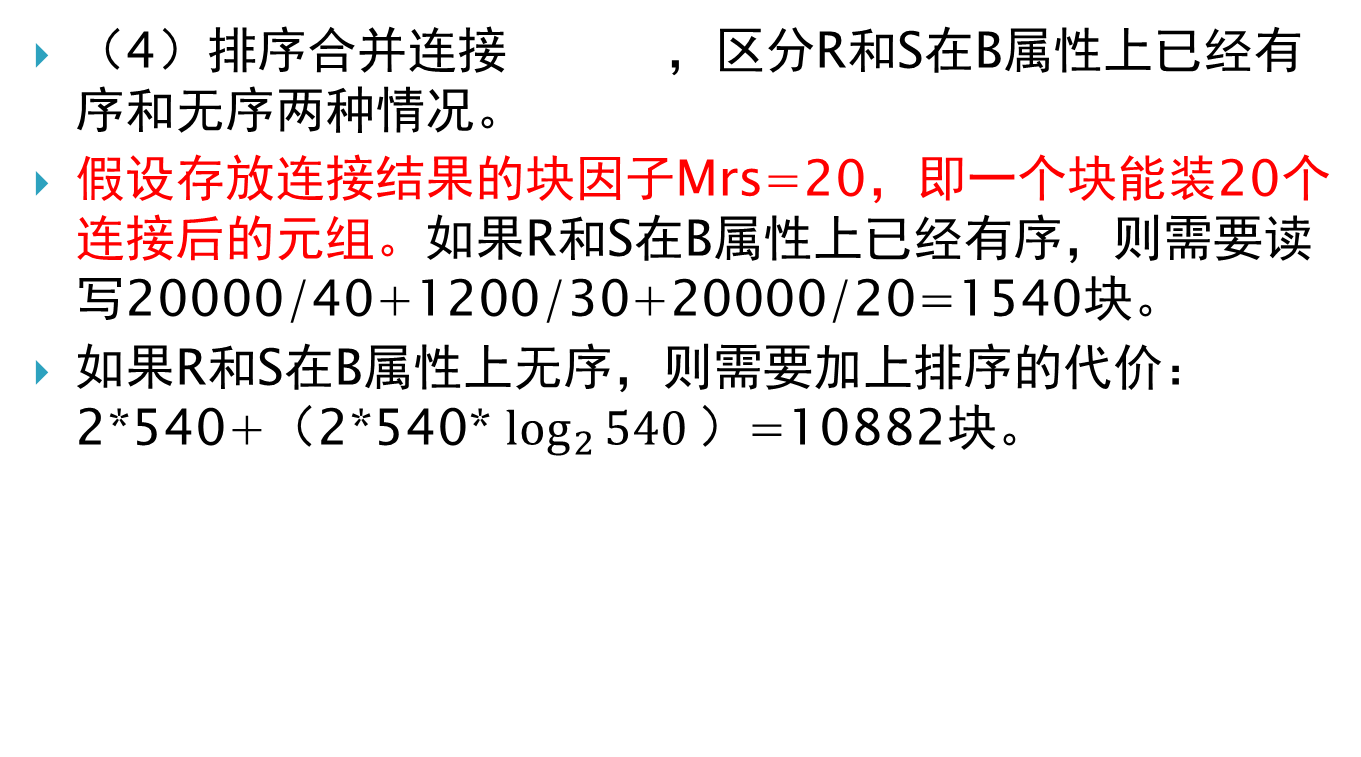 （4）排序合并连接 ，区分R和S在B属性上已经有
序和无序两种情况。
假设存放连接结果的块因子Mrs=20，即一个块能装20个
连接后的元组。如果R和S在B属性上已经有序，则需要读
写20000/40+1200/30+20000/20=1540块。
如果R和S在B属性上无序，则需要加上排序的代价：
2*540+（2*540* log₂ 540 ）=10882块。